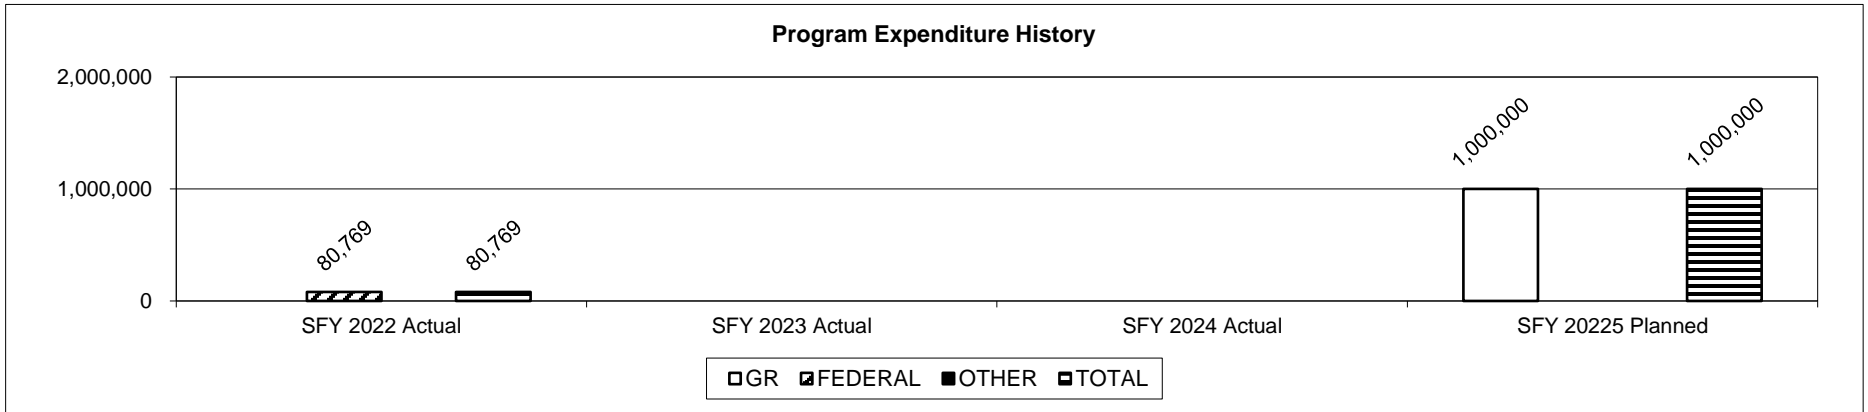 Program Expenditure History
2,000,000
1,000,000
0
80,769
80,769
1,000,000
1,000,000
SFY 2022 Actual
SFY 2023 Actual
SFY 2024 Actual
SFY 20225 Planned
GR FEDERAL OTHER TOTAL